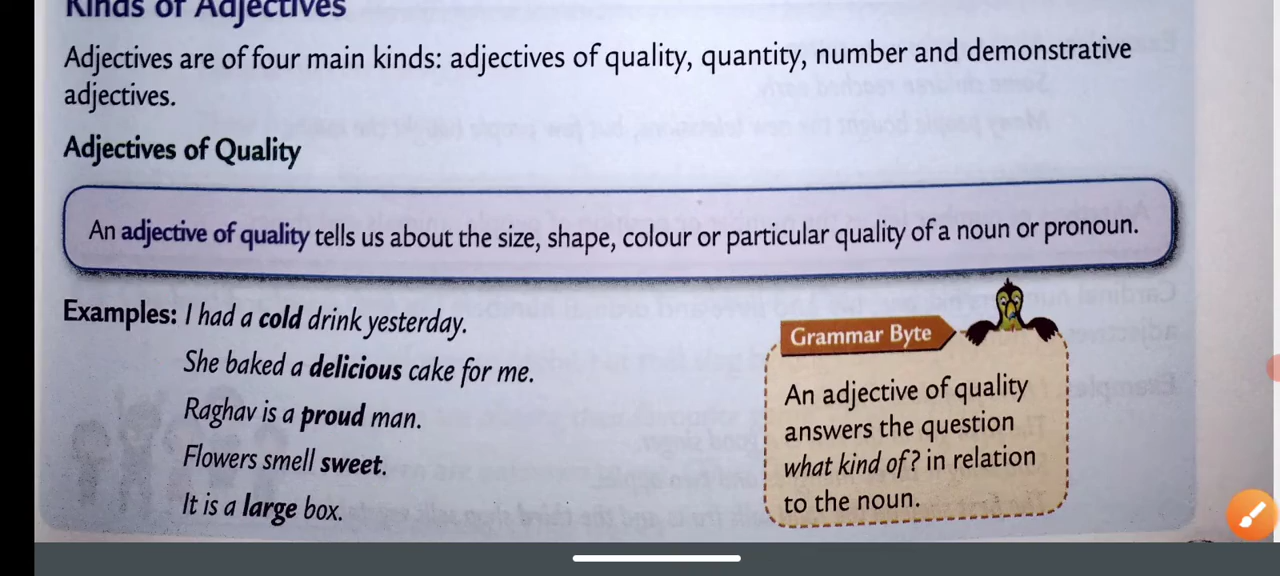 Kinds of Adjectives
Adjectives are of four main kinds: adjectives of quality, quantity, number and demonstrative
adjectives.
Adjectives of Quality
An adjective of quality tells us about the size, shape, colour or particular quality of a noun or pronoun.
Examples: I had a cold drink yesterday.
She baked a delicious cake for me.
Raghav is a proud man.
Flowers smell sweet.
It is a large box.
Grammar Byte
An adjective of quality
answers the question
what kind of? in relation
to the noun.